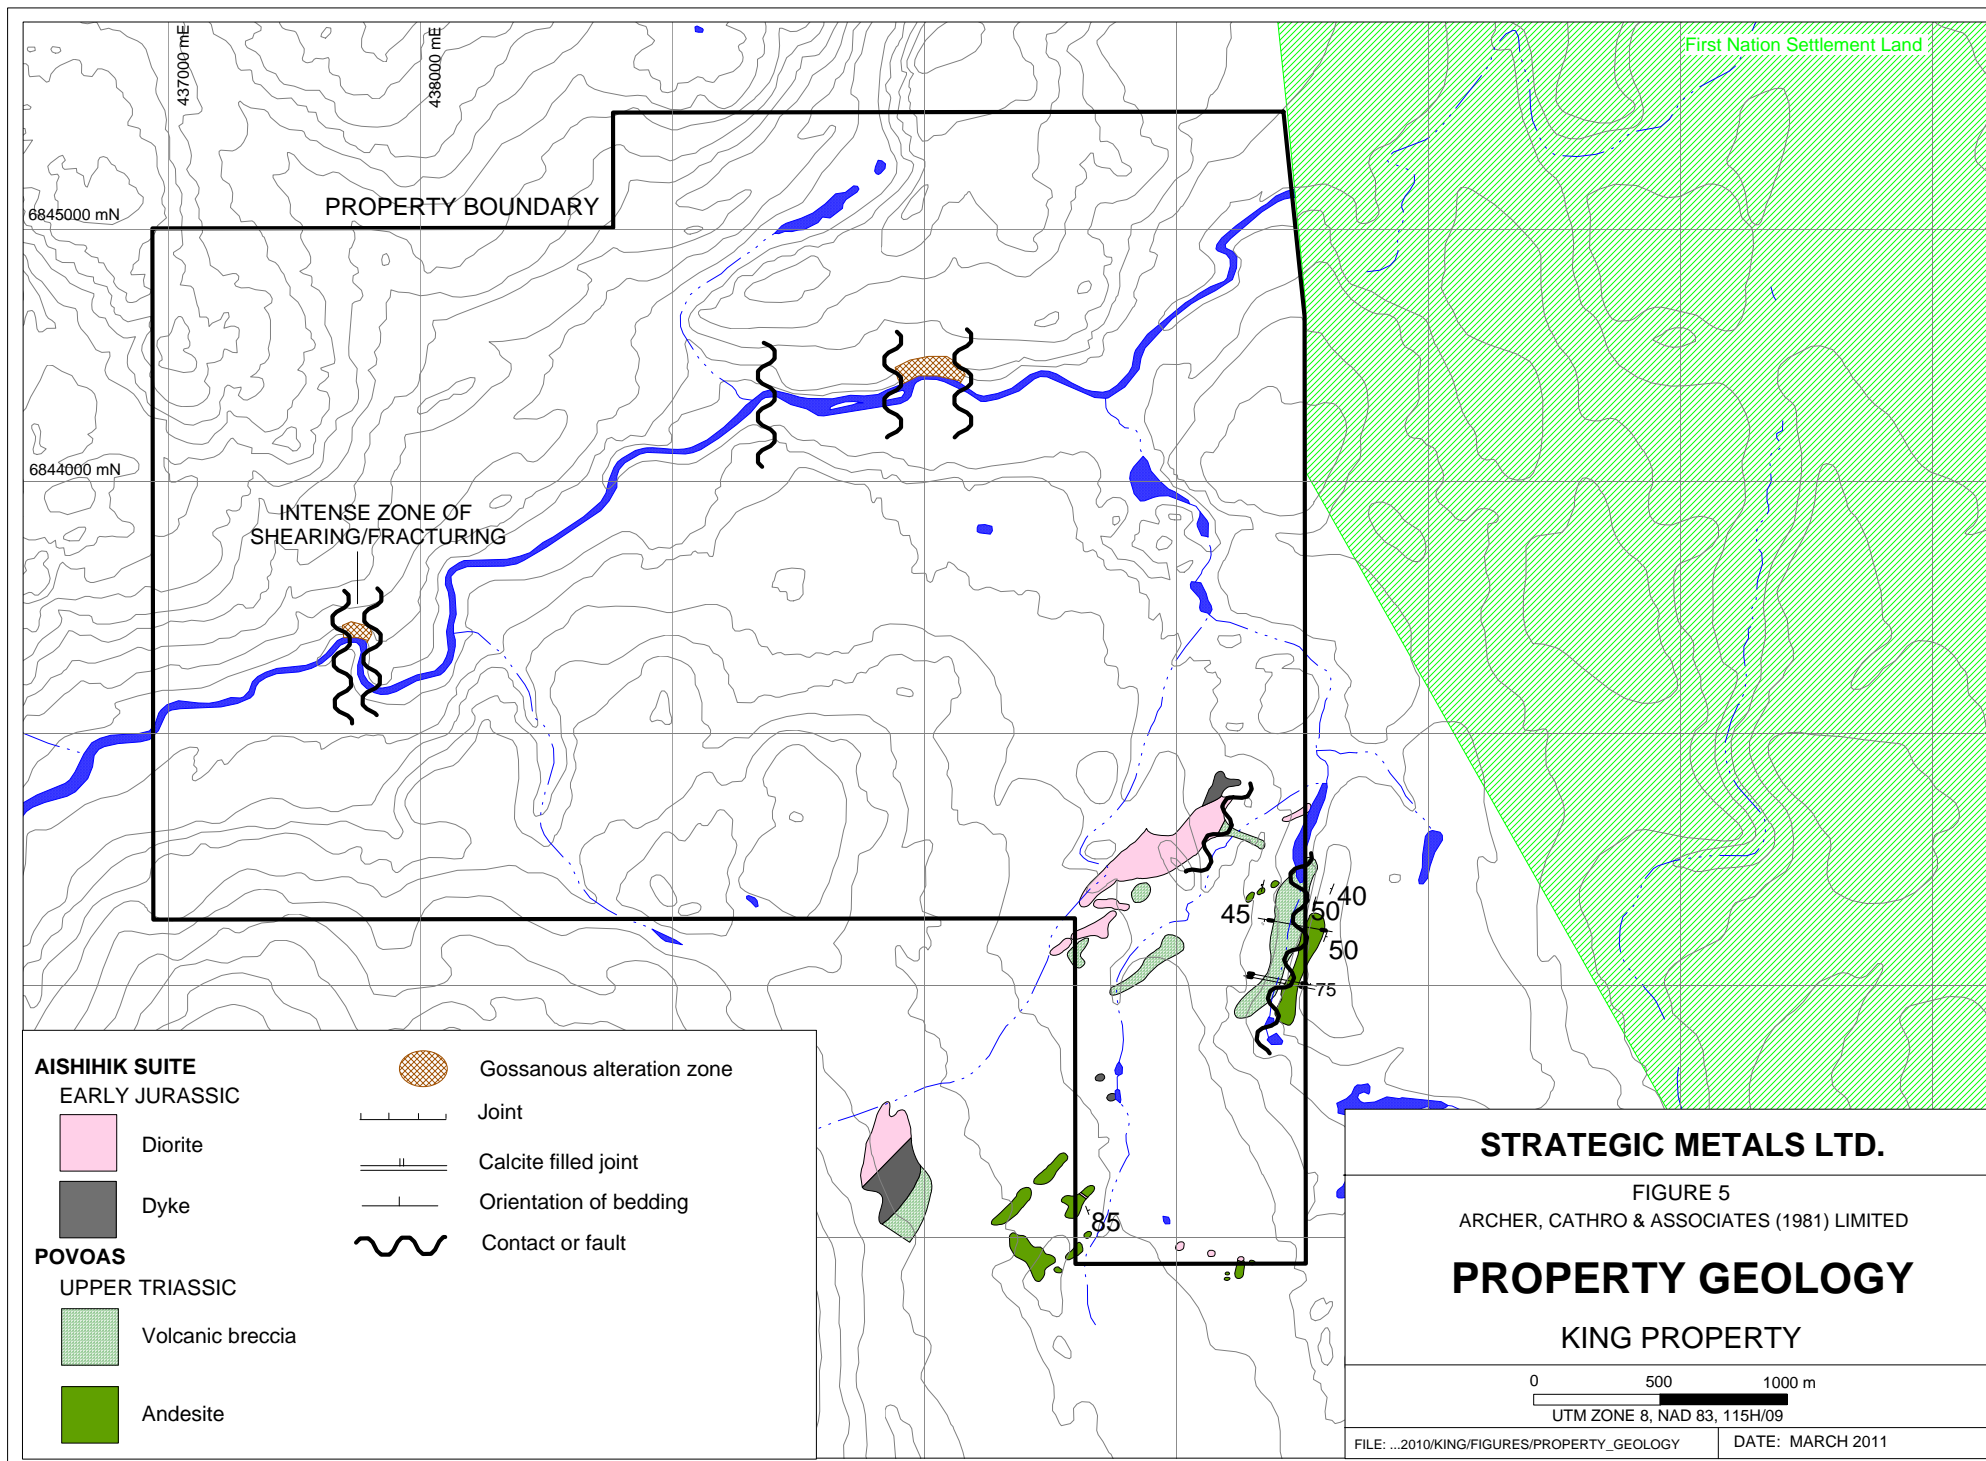 437000 mE
438000 mE
First Nation Settlement Land
PROPERTY BOUNDARY
6845000 mN
6844000 mN
INTENSE ZONE OF
SHEARING/FRACTURING
40
50
45
50
75
85
AISHIHIK SUITE
EARLY JURASSIC
Diorite
Dyke
POVOAS
UPPER TRIASSIC
Volcanic breccia
Andesite
Gossanous alteration zone
Joint
Calcite filled joint
Orientation of bedding
Contact or fault
STRATEGIC METALS LTD.
FIGURE 5
ARCHER, CATHRO & ASSOCIATES (1981) LIMITED
PROPERTY GEOLOGY
KING PROPERTY
0 500 1000 m
UTM ZONE 8, NAD 83, 115H/09
FILE: ...2010/KING/FIGURES/PROPERTY_GEOLOGY
DATE: MARCH 2011